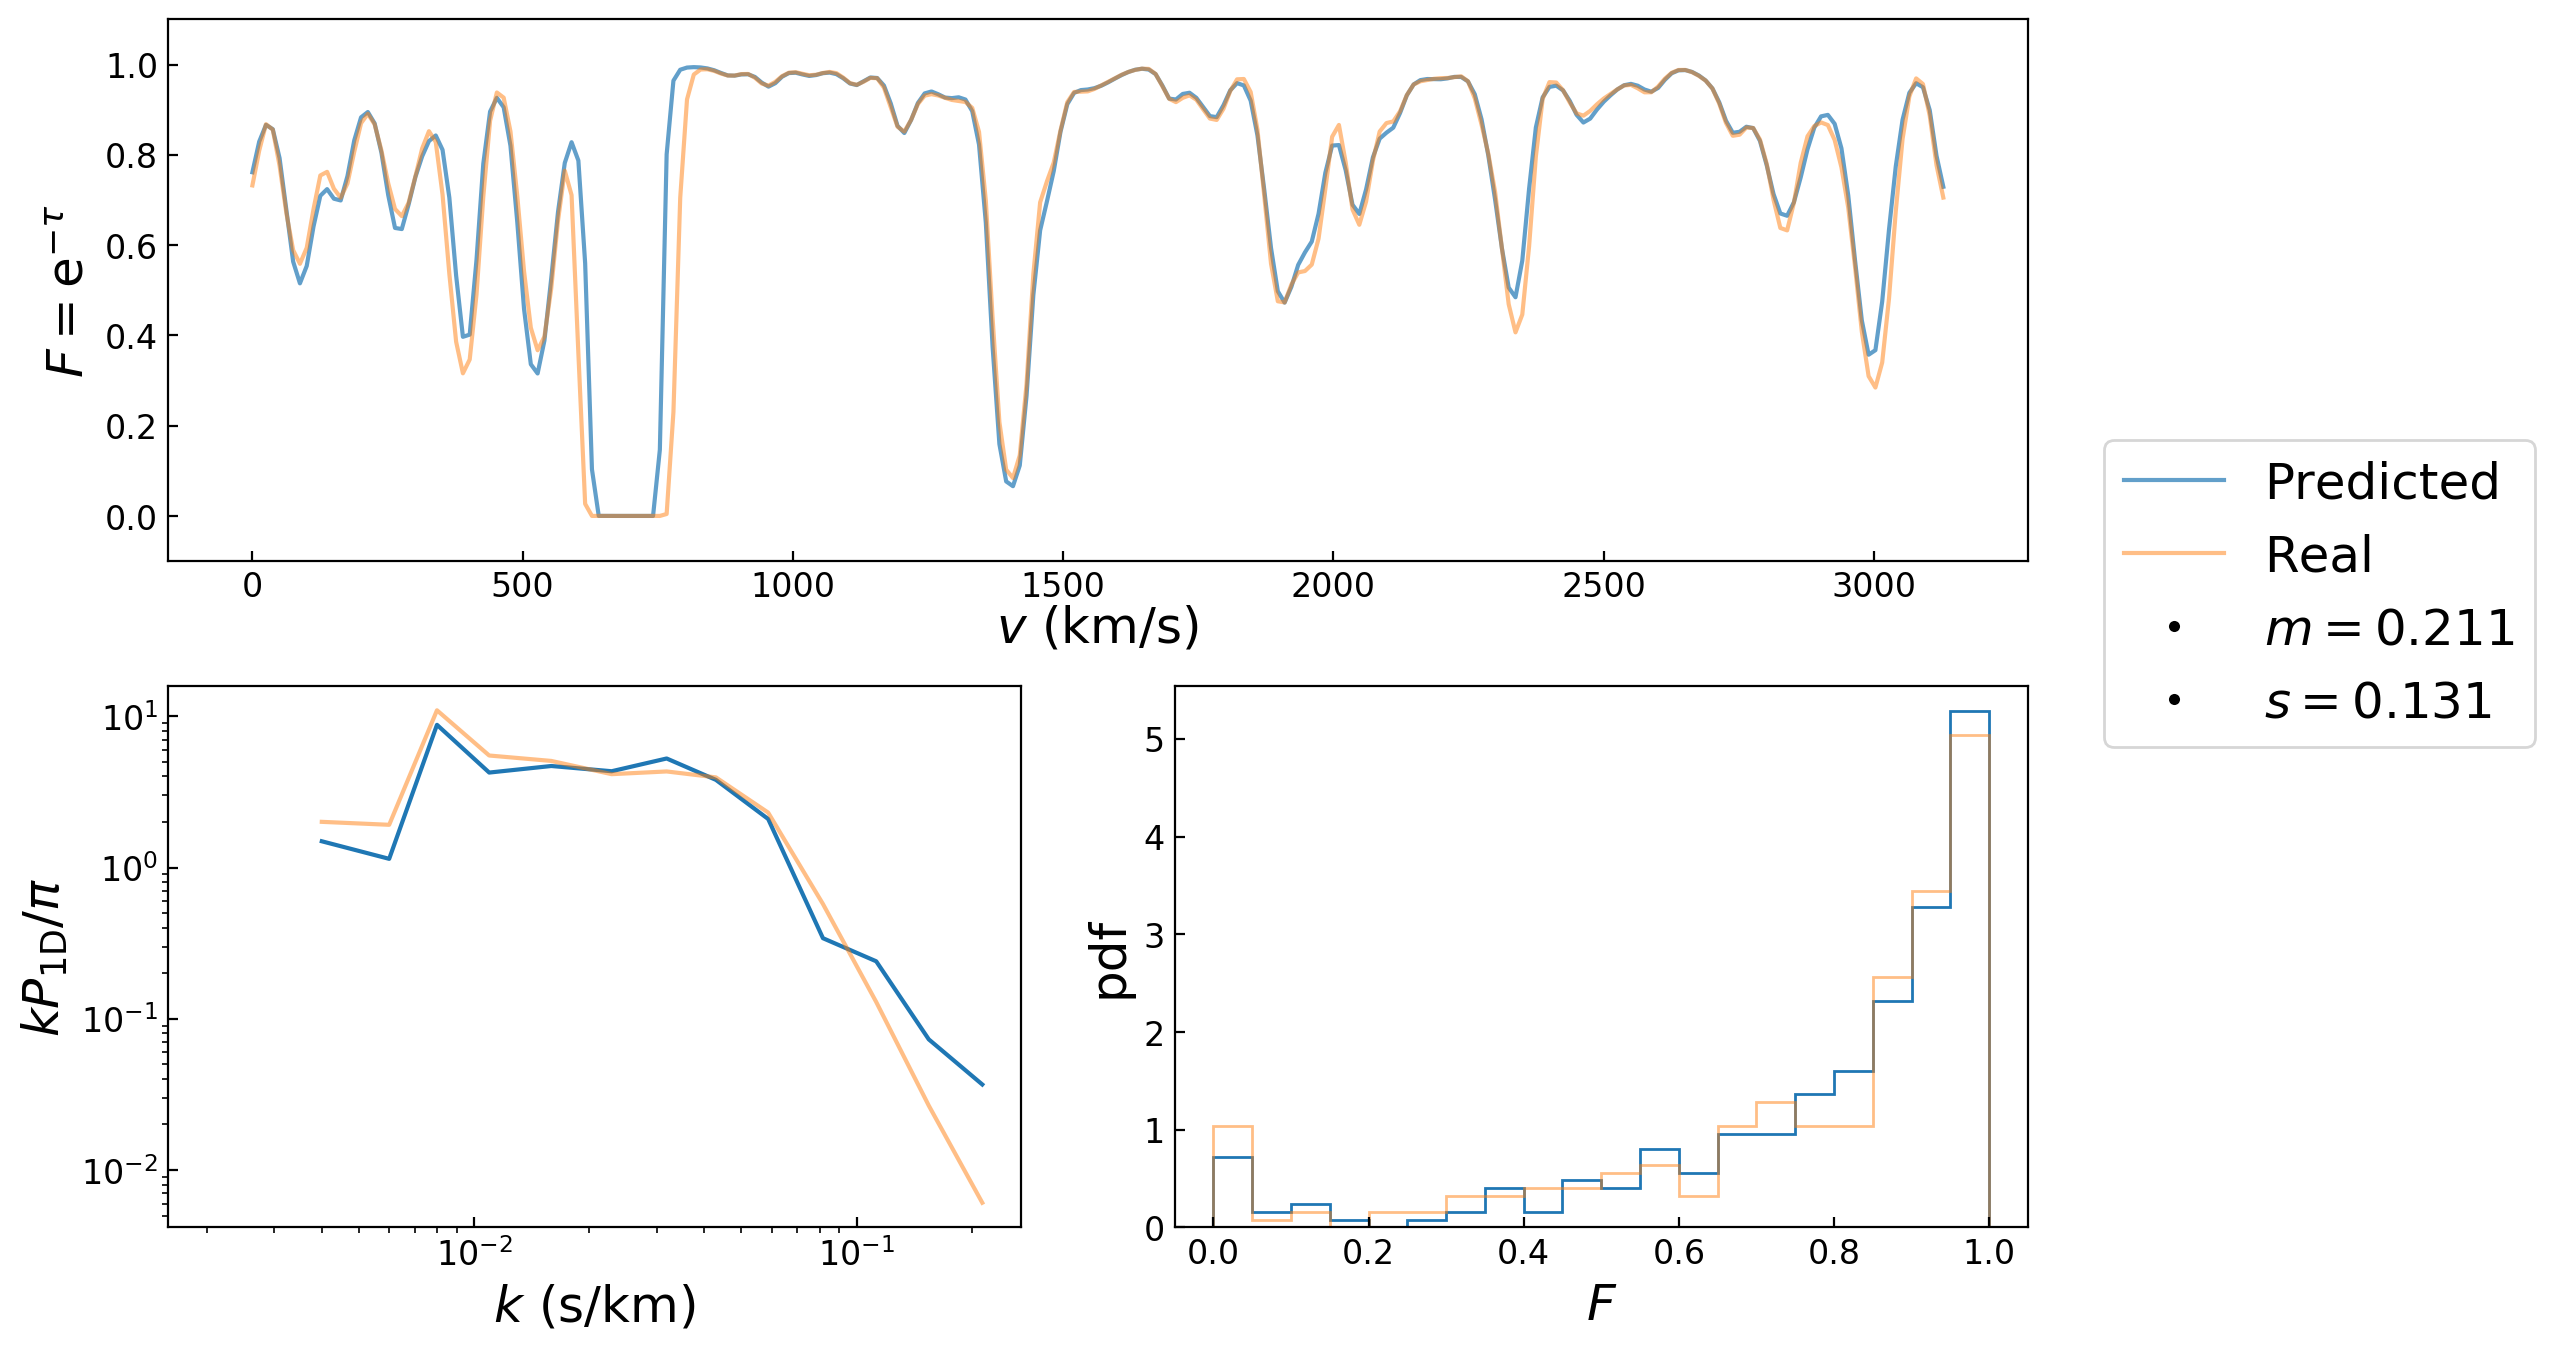 F = e^{-τ}
1.0
0.8
0.6
0.4
0.2
0.0
0 500 1000 1500 2000 2500 3000
v (km/s)
Predicted
Real
m = 0.211
s = 0.131
kP_{1D}/π
10^1
10^0
10^{-1}
10^{-2}
10^{-2} 10^{-1}
k (s/km)
pdf
5
4
3
2
1
0
0.0 0.2 0.4 0.6 0.8 1.0
F